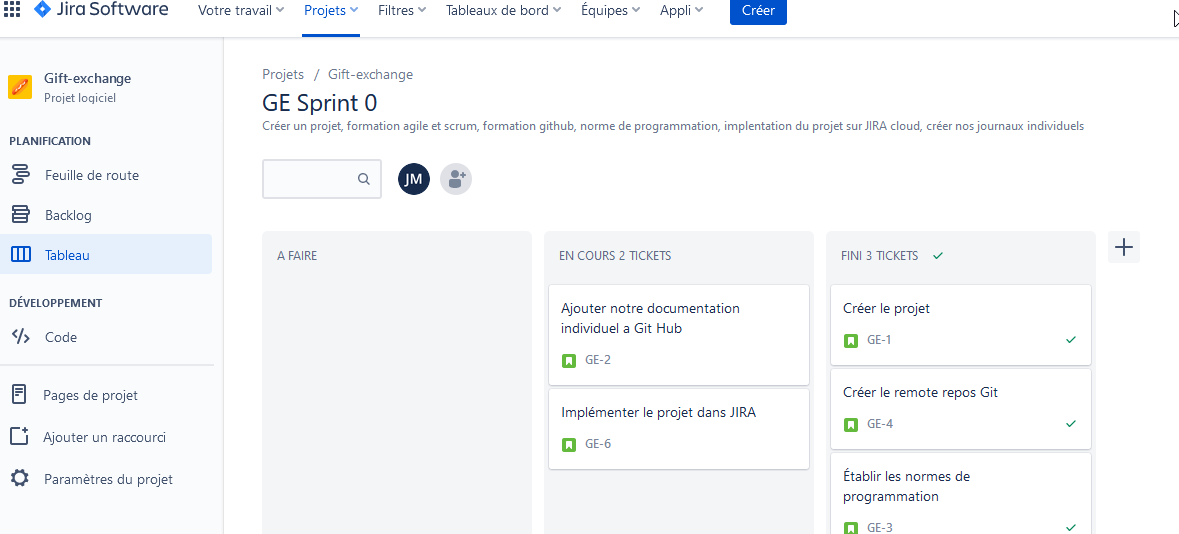 Jira Software
Votre travail
Projets
Filtres
Tableaux de bord
Équipes
Appli
Créer
Gift-exchange
Projet logiciel
PLANIFICATION
Feuille de route
Backlog
Tableau
DÉVELOPPEMENT
Code
Pages de projet
Ajouter un raccourci
Paramètres du projet
Projets / Gift-exchange
GE Sprint 0
Créer un projet, formation agile et scrum, formation github, norme de programmation, implentation du projet sur JIRA cloud, créer nos journaux individuels
JM
A FAIRE
EN COURS 2 TICKETS
Ajouter notre documentation
individuel a Git Hub
GE-2
Implémenter le projet dans JIRA
GE-6
FINI 3 TICKETS
Créer le projet
GE-1
Créer le remote repos Git
GE-4
Établir les normes de
programmation
GE-3